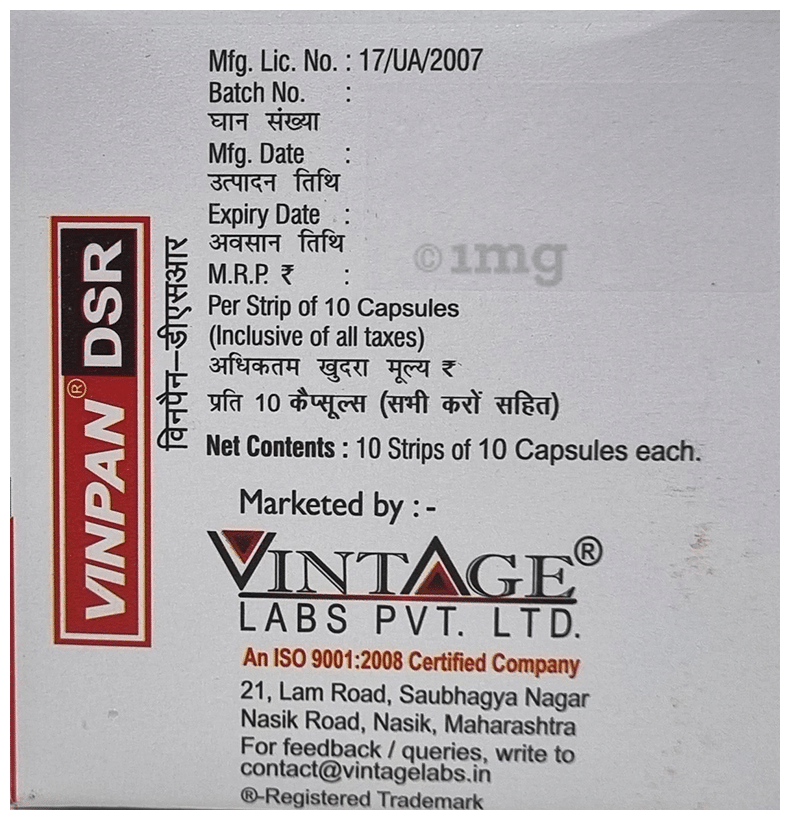 Mfg. Lic. No. : 17/UA/2007
Batch No. :
घान संख्या
Mfg. Date :
उत्पादन तिथि
Expiry Date :
अवसान तिथि
M.R.P. ₹ :
Per Strip of 10 Capsules
(Inclusive of all taxes)
अधिकतम खुदरा मूल्य ₹
प्रति 10 कैप्सूल्स (सभी करों सहित)
Net Contents : 10 Strips of 10 Capsules each.
VINPAN® DSR
विनपैन-डीएसआर
©1mg
Marketed by :-
VINTAGE®
LABS PVT. LTD.
An ISO 9001:2008 Certified Company
21, Lam Road, Saubhagya Nagar
Nasik Road, Nasik, Maharashtra
For feedback / queries, write to
contact@vintagelabs.in
®-Registered Trademark